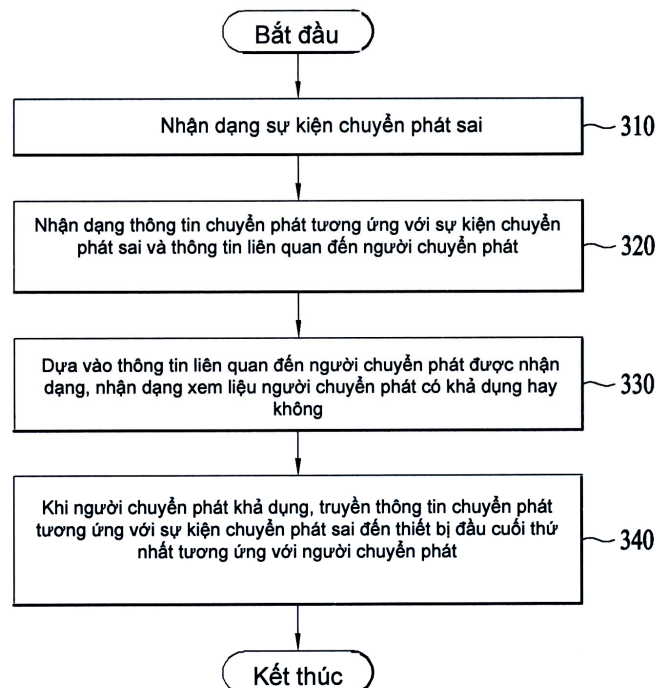 Bắt đầu
Nhận dạng sự kiện chuyển phát sai
310
Nhận dạng thông tin chuyển phát tương ứng với sự kiện chuyển
phát sai và thông tin liên quan đến người chuyển phát
320
Dựa vào thông tin liên quan đến người chuyển phát được nhận
dạng, nhận dạng xem liệu người chuyển phát có khả dụng hay
không
330
Khi người chuyển phát khả dụng, truyền thông tin chuyển phát
tương ứng với sự kiện chuyển phát sai đến thiết bị đầu cuối thứ
nhất tương ứng với người chuyển phát
340
Kết thúc